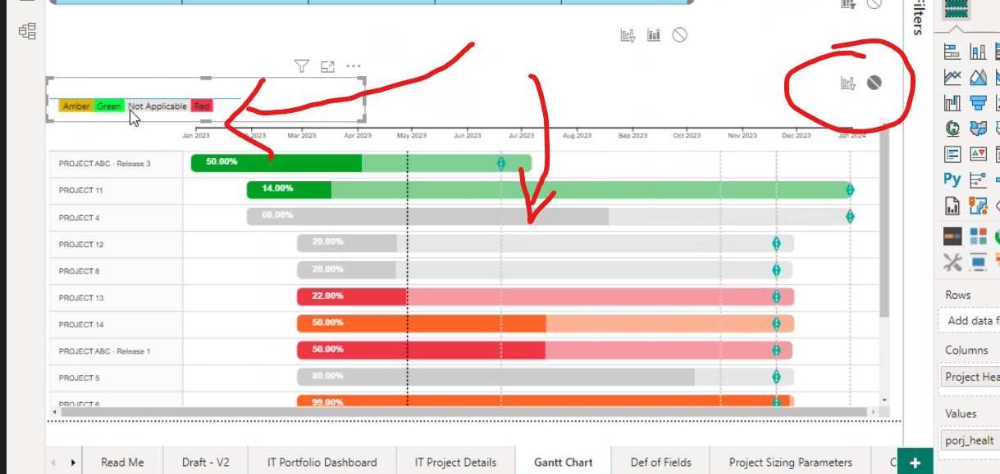 Filters
Amber Green Not Applicable Red
Jan 2023 Mar 2023 Apr 2023 May 2023 Jun 2023 Jul 2023 Aug 2023 Sep 2023 Oct 2023 Nov 2023 Dec 2023 Jan 2024
PROJECT ABC - Release 3 50.00%
PROJECT 11 14.00%
PROJECT 4 60.00%
PROJECT 12 20.00%
PROJECT 8 20.00%
PROJECT 13 22.00%
PROJECT 14 50.00%
PROJECT ABC - Release 1 50.00%
PROJECT 5 80.00%
PROJECT 6 99.00%
Py
Rows
Add data f
Columns
Project Hea
Values
porj_healt
Read Me Draft - V2 IT Portfolio Dashboard IT Project Details Gantt Chart Def of Fields Project Sizing Parameters C